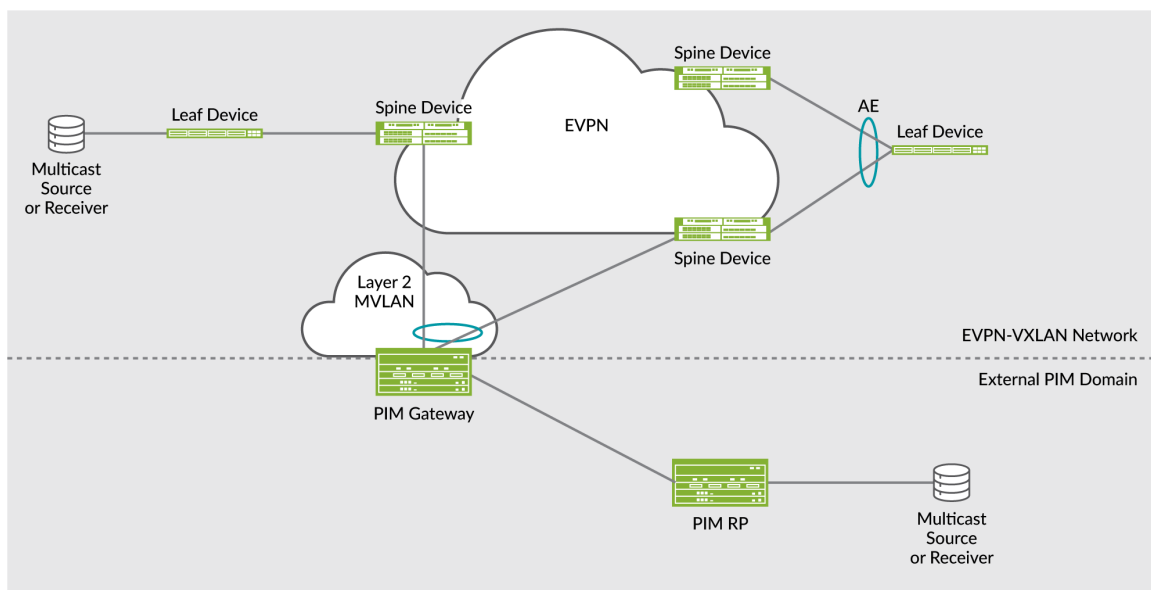 Spine Device
AE
EVPN
Leaf Device
Spine Device
Leaf Device
Multicast
Source
or Receiver
Spine Device
Layer 2
MVLAN
EVPN-VXLAN Network
External PIM Domain
PIM Gateway
PIM RP
Multicast
Source
or Receiver